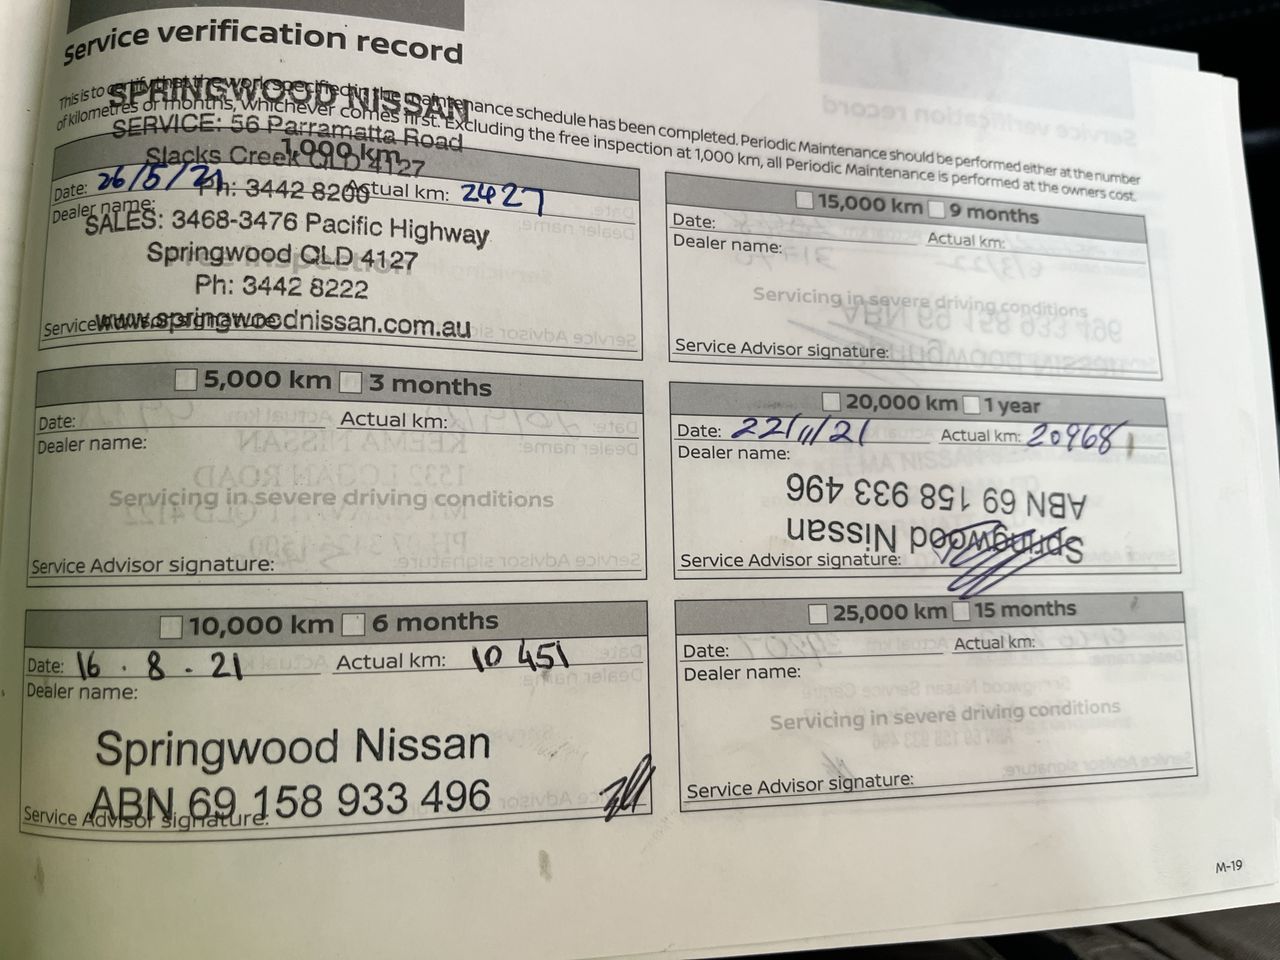 Service verification record
This is to certify that the work specified in the maintenance schedule has been completed. Periodic Maintenance should be performed either at the number
of kilometres or months, whichever comes first. Excluding the free inspection at 1,000 km, all Periodic Maintenance is performed at the owners cost.
SPRINGWOOD NISSAN
SERVICE: 56 Parramatta Road
1,000 km
Slacks Creek QLD 4127
Date: 26/5/21 Actual km: 2427
Ph: 3442 8200
Dealer name:
SALES: 3468-3476 Pacific Highway
Springwood QLD 4127
Free inspection
Ph: 3442 8222
www.springwoodnissan.com.au
Service Advisor signature:
5,000 km 3 months
Date: Actual km:
Dealer name:
Servicing in severe driving conditions
Service Advisor signature:
10,000 km 6 months
Date: 16 . 8 . 21 Actual km: 10 451
Dealer name:
Springwood Nissan
ABN 69 158 933 496
Service Advisor signature:
15,000 km 9 months
Date: Actual km:
Dealer name:
Servicing in severe driving conditions
Service Advisor signature:
20,000 km 1 year
Date: 22/11/21 Actual km: 20968
Dealer name:
Springwood Nissan
ABN 69 158 933 496
Service Advisor signature:
25,000 km 15 months
Date: Actual km:
Dealer name:
Servicing in severe driving conditions
Service Advisor signature:
M-19